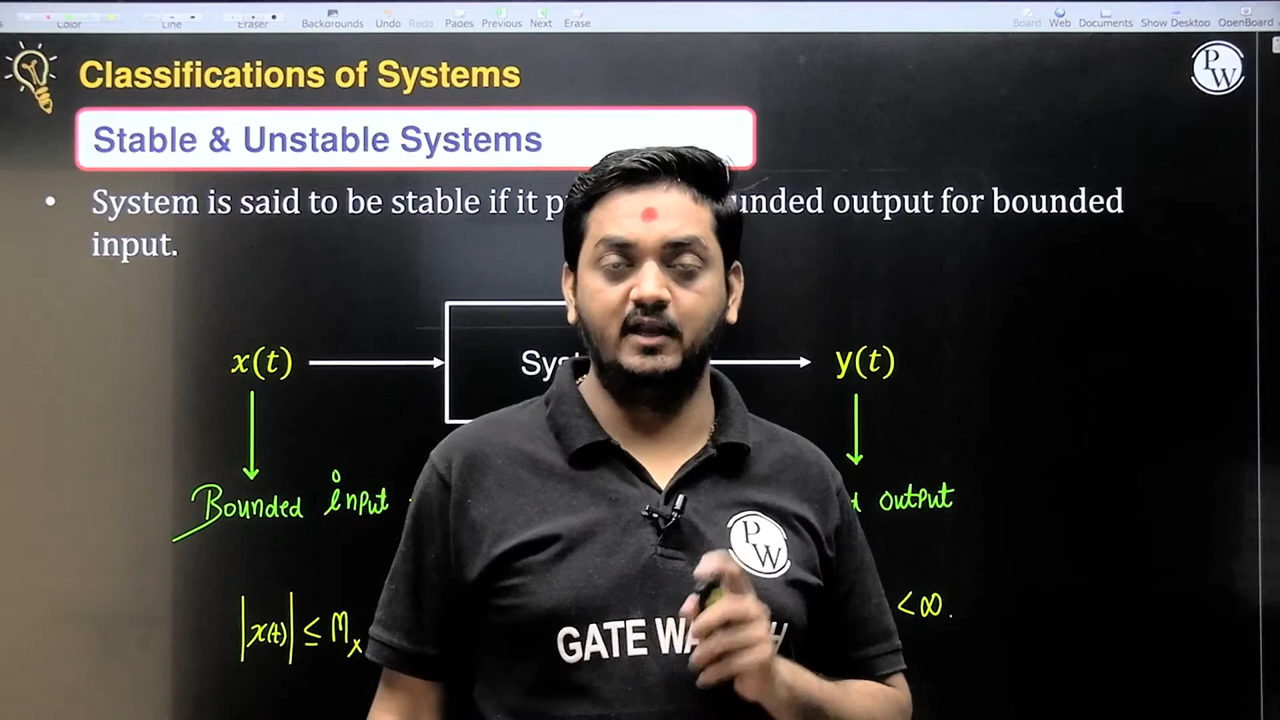 Color Line Eraser Backgrounds Undo Redo Pages Previous Next Erase Board Web Documents Show Desktop OpenBoard
Classifications of Systems
PW
Stable & Unstable Systems
• System is said to be stable if it p unded output for bounded
input.
x(t) Syst y(t)
Bounded input output
|x(t)| ≤ Mx < ∞.
PW
GATE WA H